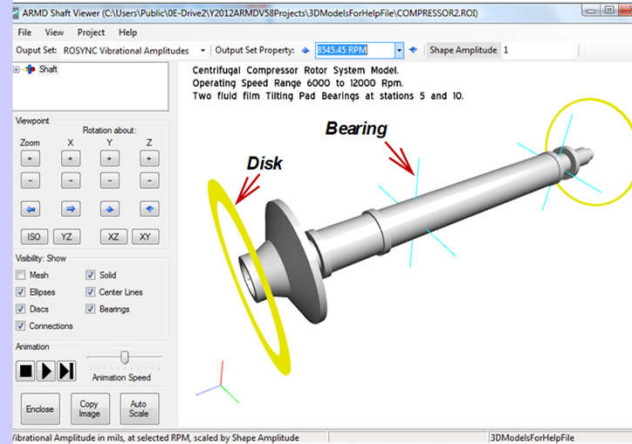 ARMD Shaft Viewer (C:\Users\Public\0E-Drive2\Y2012ARMDV58Projects\3DModelsForHelpFile\COMPRESSOR2.ROI)
File View Project Help
Ouput Set: ROSYNC Vibrational Amplitudes Output Set Property: 8545.45 RPM Shape Amplitude 1
Shaft
Centrifugal Compressor Rotor System Model.
Operating Speed Range 6000 to 12000 Rpm.
Two fluid film Tilting Pad Bearings at stations 5 and 10.
Bearing
Disk
Viewpoint
Rotation about:
Zoom X Y Z
+ + + +
- - - -
ISO YZ XZ XY
Visibility: Show
Mesh Solid
Ellipses Center Lines
Discs Bearings
Connections
Animation
Animation Speed
Enclose Copy Image Auto Scale
Vibrational Amplitude in mils, at selected RPM, scaled by Shape Amplitude 3DModelsForHelpFile